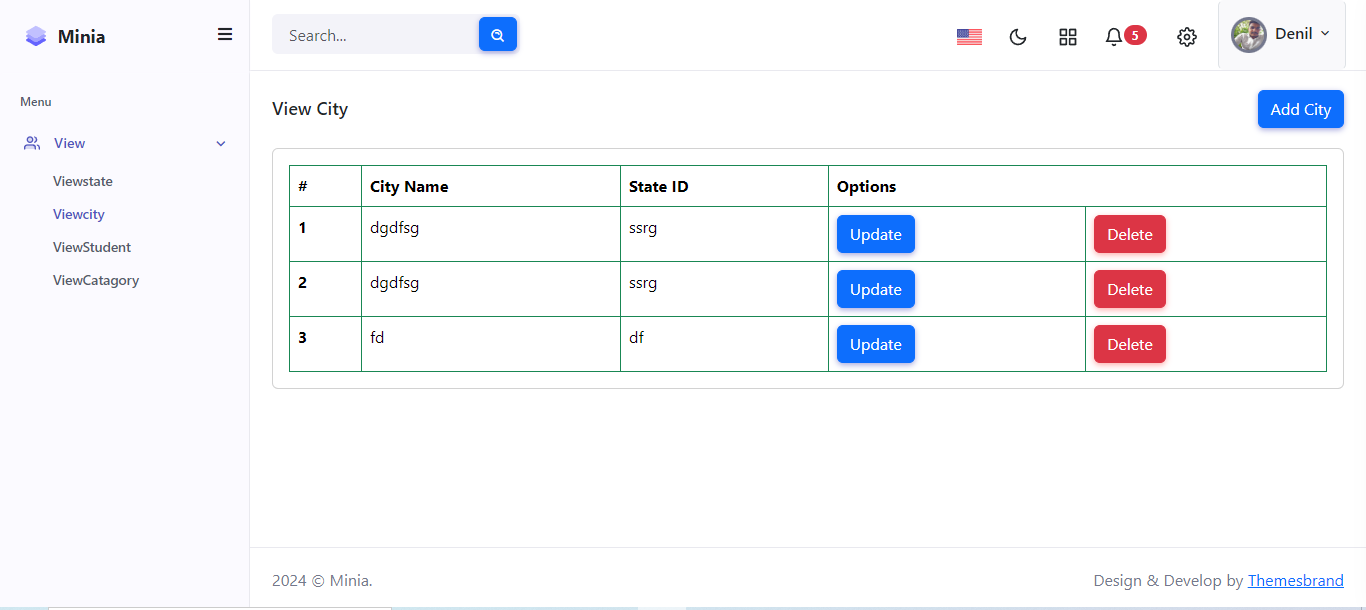 Minia
Search...
5
Denil
Menu
View
Viewstate
Viewcity
ViewStudent
ViewCatagory
View City
Add City
# City Name State ID Options
1 dgdfsg ssrg Update Delete
2 dgdfsg ssrg Update Delete
3 fd df Update Delete
2024 © Minia.
Design & Develop by Themesbrand